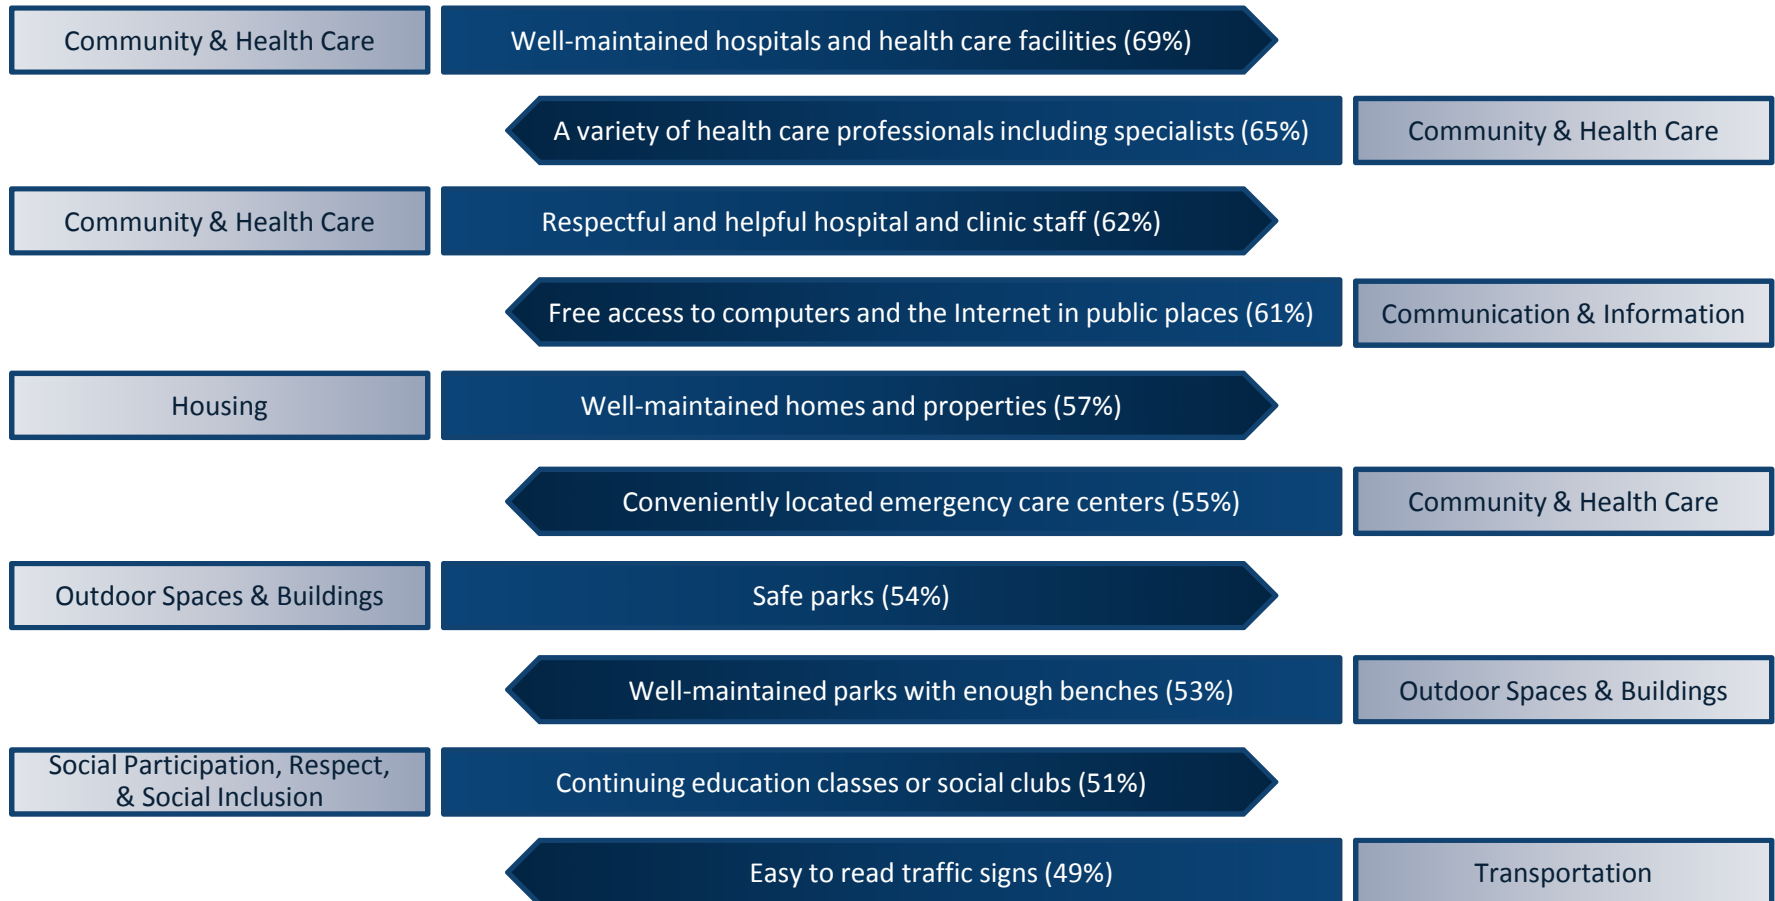 Community & Health Care
Well-maintained hospitals and health care facilities (69%)
A variety of health care professionals including specialists (65%)
Community & Health Care
Community & Health Care
Respectful and helpful hospital and clinic staff (62%)
Free access to computers and the Internet in public places (61%)
Communication & Information
Housing
Well-maintained homes and properties (57%)
Conveniently located emergency care centers (55%)
Community & Health Care
Outdoor Spaces & Buildings
Safe parks (54%)
Well-maintained parks with enough benches (53%)
Outdoor Spaces & Buildings
Social Participation, Respect,
& Social Inclusion
Continuing education classes or social clubs (51%)
Easy to read traffic signs (49%)
Transportation